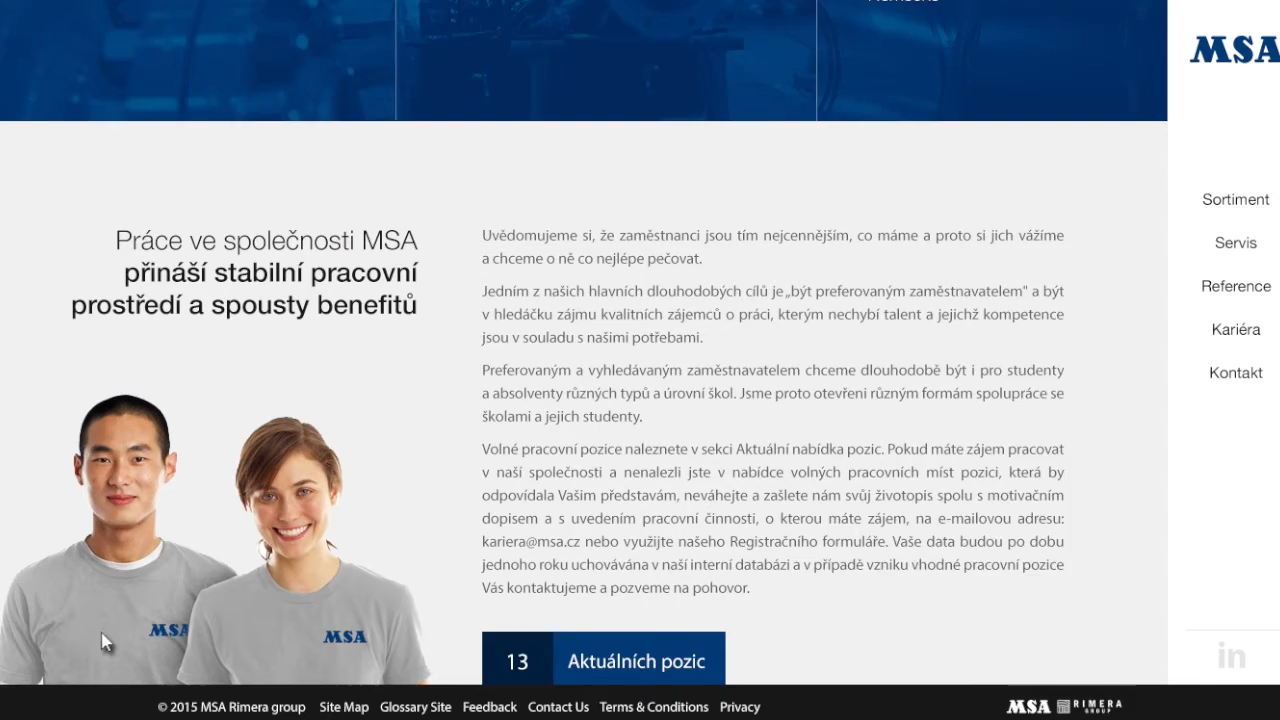 MSA
Sortiment
Servis
Reference
Kariéra
Kontakt
in
Práce ve společnosti MSA
přináší stabilní pracovní
prostředí a spousty benefitů
Uvědomujeme si, že zaměstnanci jsou tím nejcennějším, co máme a proto si jich vážíme
a chceme o ně co nejlépe pečovat.
Jedním z našich hlavních dlouhodobých cílů je „být preferovaným zaměstnavatelem" a být
v hledáčku zájmu kvalitních zájemců o práci, kterým nechybí talent a jejichž kompetence
jsou v souladu s našimi potřebami.
Preferovaným a vyhledávaným zaměstnavatelem chceme dlouhodobě být i pro studenty
a absolventy různých typů a úrovní škol. Jsme proto otevřeni různým formám spolupráce se
školami a jejich studenty.
Volné pracovní pozice naleznete v sekci Aktuální nabídka pozic. Pokud máte zájem pracovat
v naší společnosti a nenalezli jste v nabídce volných pracovních míst pozici, která by
odpovídala Vašim představám, neváhejte a zašlete nám svůj životopis spolu s motivačním
dopisem a s uvedením pracovní činnosti, o kterou máte zájem, na e-mailovou adresu:
kariera@msa.cz nebo využijte našeho Registračního formuláře. Vaše data budou po dobu
jednoho roku uchovávána v naší interní databázi a v případě vzniku vhodné pracovní pozice
Vás kontaktujeme a pozveme na pohovor.
MSA
MSA
13 Aktuálních pozic
© 2015 MSA Rimera group Site Map Glossary Site Feedback Contact Us Terms & Conditions Privacy
MSA RIMERA GROUP